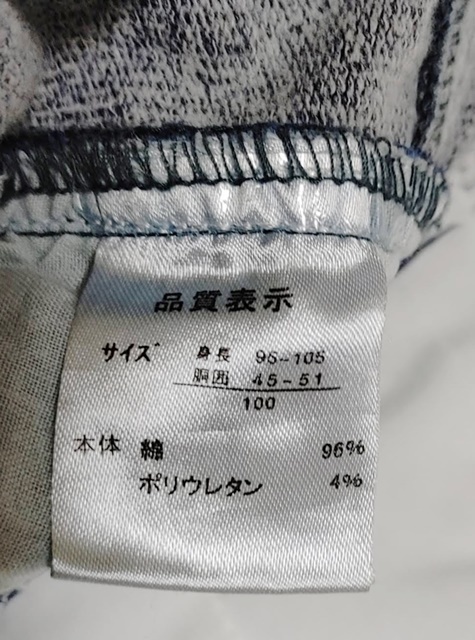 品質表示
サイズ 身長 95-105
胴囲 45-51
100
本体 綿 96%
ポリウレタン 4%